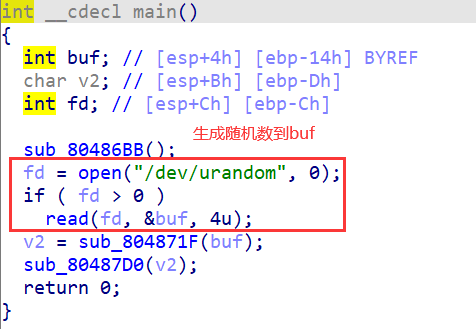 int __cdecl main()
{
int buf; // [esp+4h] [ebp-14h] BYREF
char v2; // [esp+Bh] [ebp-Dh]
int fd; // [esp+Ch] [ebp-Ch]
生成随机数到buf
sub_80486BB();
fd = open("/dev/urandom", 0);
if ( fd > 0 )
read(fd, &buf, 4u);
v2 = sub_804871F(buf);
sub_80487D0(v2);
return 0;
}